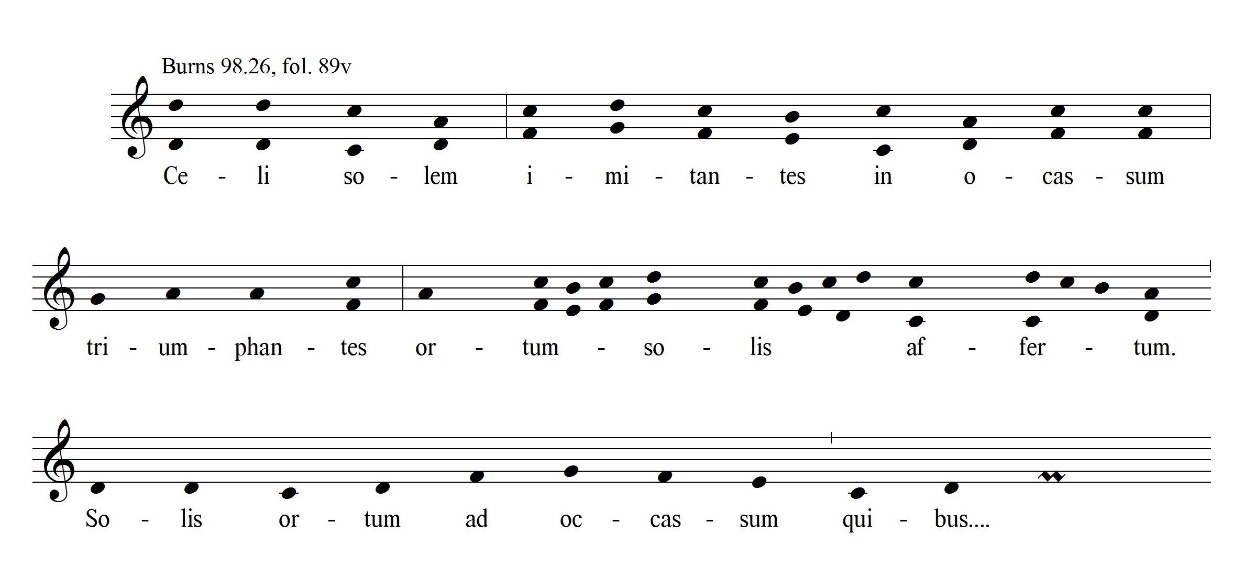 Burns 98.26, fol. 89v
Ce - li so - lem i - mi - tan - tes in o - cas - sum
tri - um - phan - tes or - tum - so - lis af - fer - tum.
So - lis or - tum ad oc - cas - sum qui - bus....